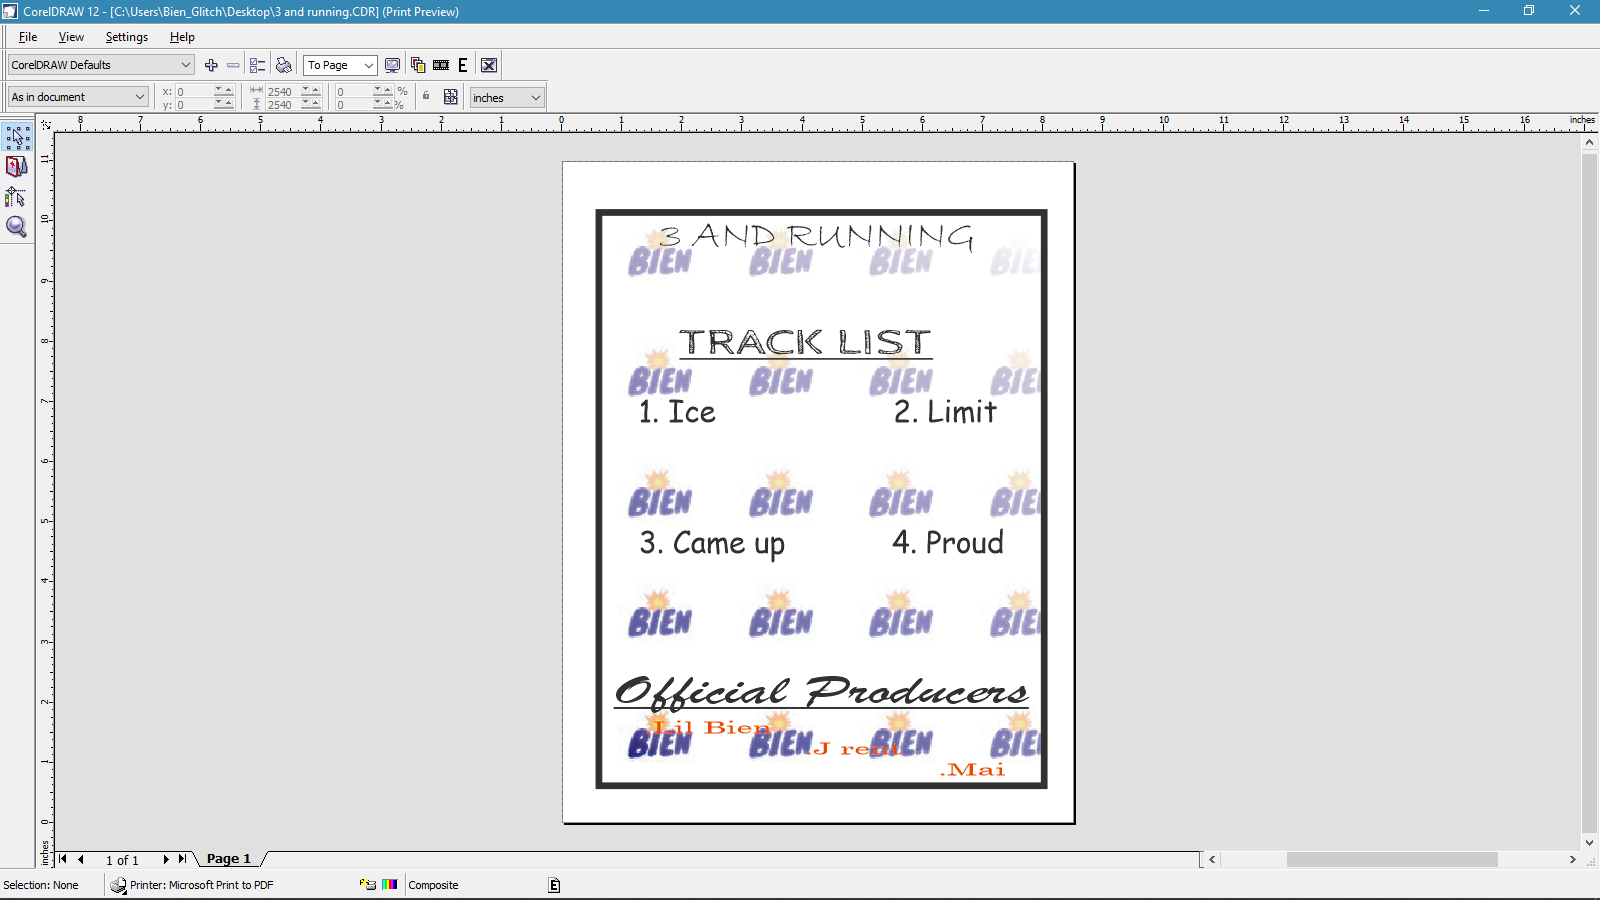 CorelDRAW 12 - [C:\Users\Bien_Glitch\Desktop\3 and running.CDR] (Print Preview)
File View Settings Help
CorelDRAW Defaults To Page E
As in document x: 0 2540 0 % inches
y: 0 2540 0 %
8 7 6 5 4 3 2 1 0 1 2 3 4 5 6 7 8 9 10 11 12 13 14 15 16 inches
11
10
9
8
7
6
5
4
3
2
1
0
inches
3 AND RUNNING
BIEN BIEN BIEN BIEN
TRACK LIST
BIEN BIEN BIEN BIE
1. Ice 2. Limit
BIEN BIEN BIEN BIE
3. Came up 4. Proud
BIEN BIEN BIEN BIE
Official Producers
.Lil Bien
BIEN BIEN BIEN BIE
.J rent
.Mai
1 of 1 Page 1
Selection: None Printer: Microsoft Print to PDF Composite E